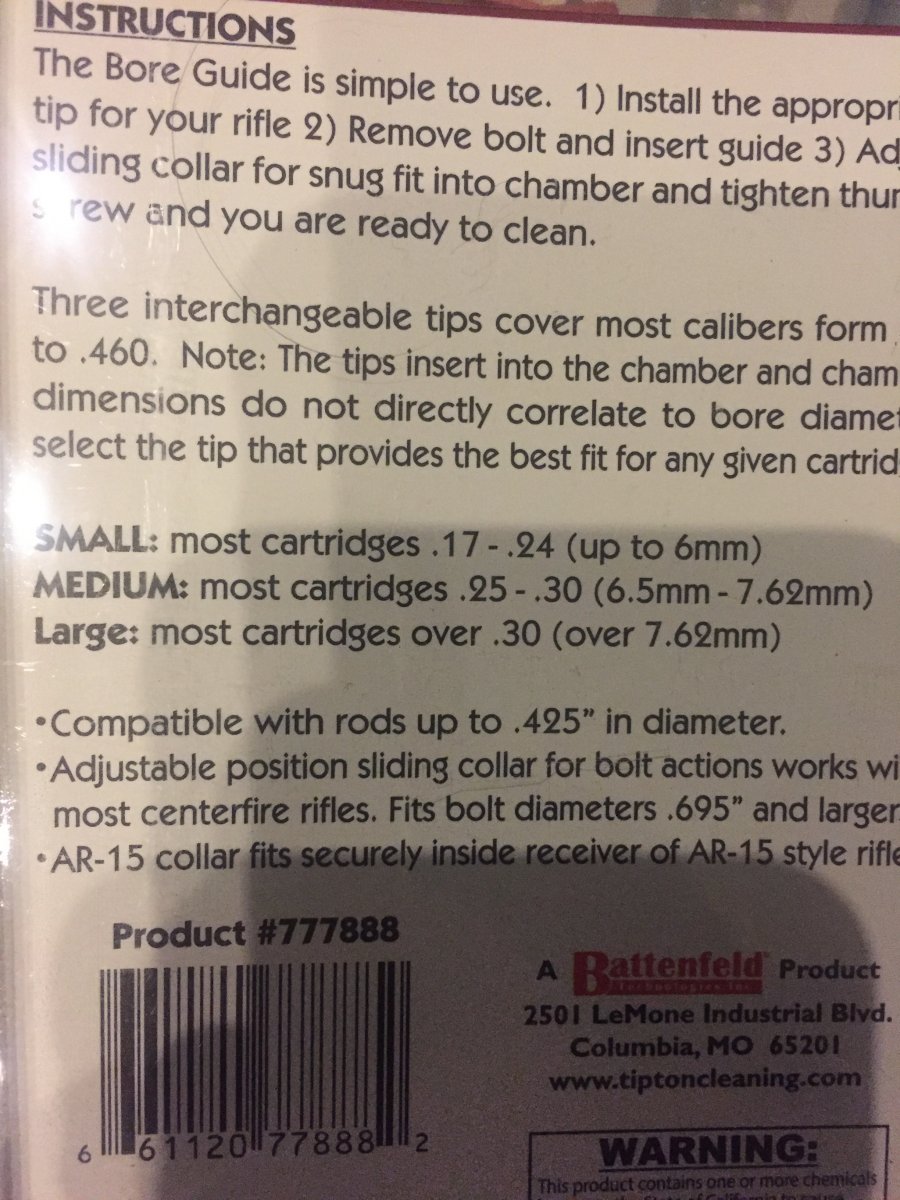 INSTRUCTIONS
The Bore Guide is simple to use. 1) Install the appropri
tip for your rifle 2) Remove bolt and insert guide 3) Ad
sliding collar for snug fit into chamber and tighten thu
screw and you are ready to clean.
Three interchangeable tips cover most calibers form
to .460. Note: The tips insert into the chamber and cham
dimensions do not directly correlate to bore diamet
select the tip that provides the best fit for any given cartrid
SMALL: most cartridges .17 - .24 (up to 6mm)
MEDIUM: most cartridges .25 - .30 (6.5mm - 7.62mm)
Large: most cartridges over .30 (over 7.62mm)
•Compatible with rods up to .425” in diameter.
•Adjustable position sliding collar for bolt actions works wi
most centerfire rifles. Fits bolt diameters .695” and larger
•AR-15 collar fits securely inside receiver of AR-15 style rifle
Product #777888
6 61120 77888 2
A Battenfeld Product
Technologies, Inc.
2501 LeMone Industrial Blvd.
Columbia, MO 65201
www.tiptoncleaning.com
WARNING:
This product contains one or more chemicals